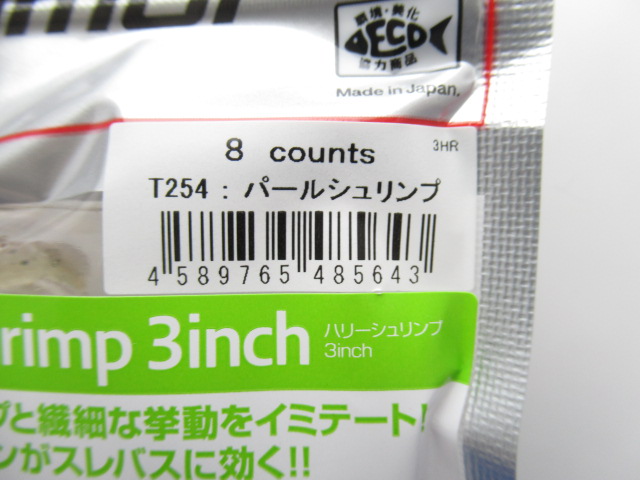 環境・美化
ECO
協力商品
Made in Japan.
8 counts
3HR
T254 : パールシュリンプ
4 589765 485643
rimp 3inch
ハリーシュリンプ
3inch
と繊細な挙動をイミテート!
ンがスレバスに効く!!